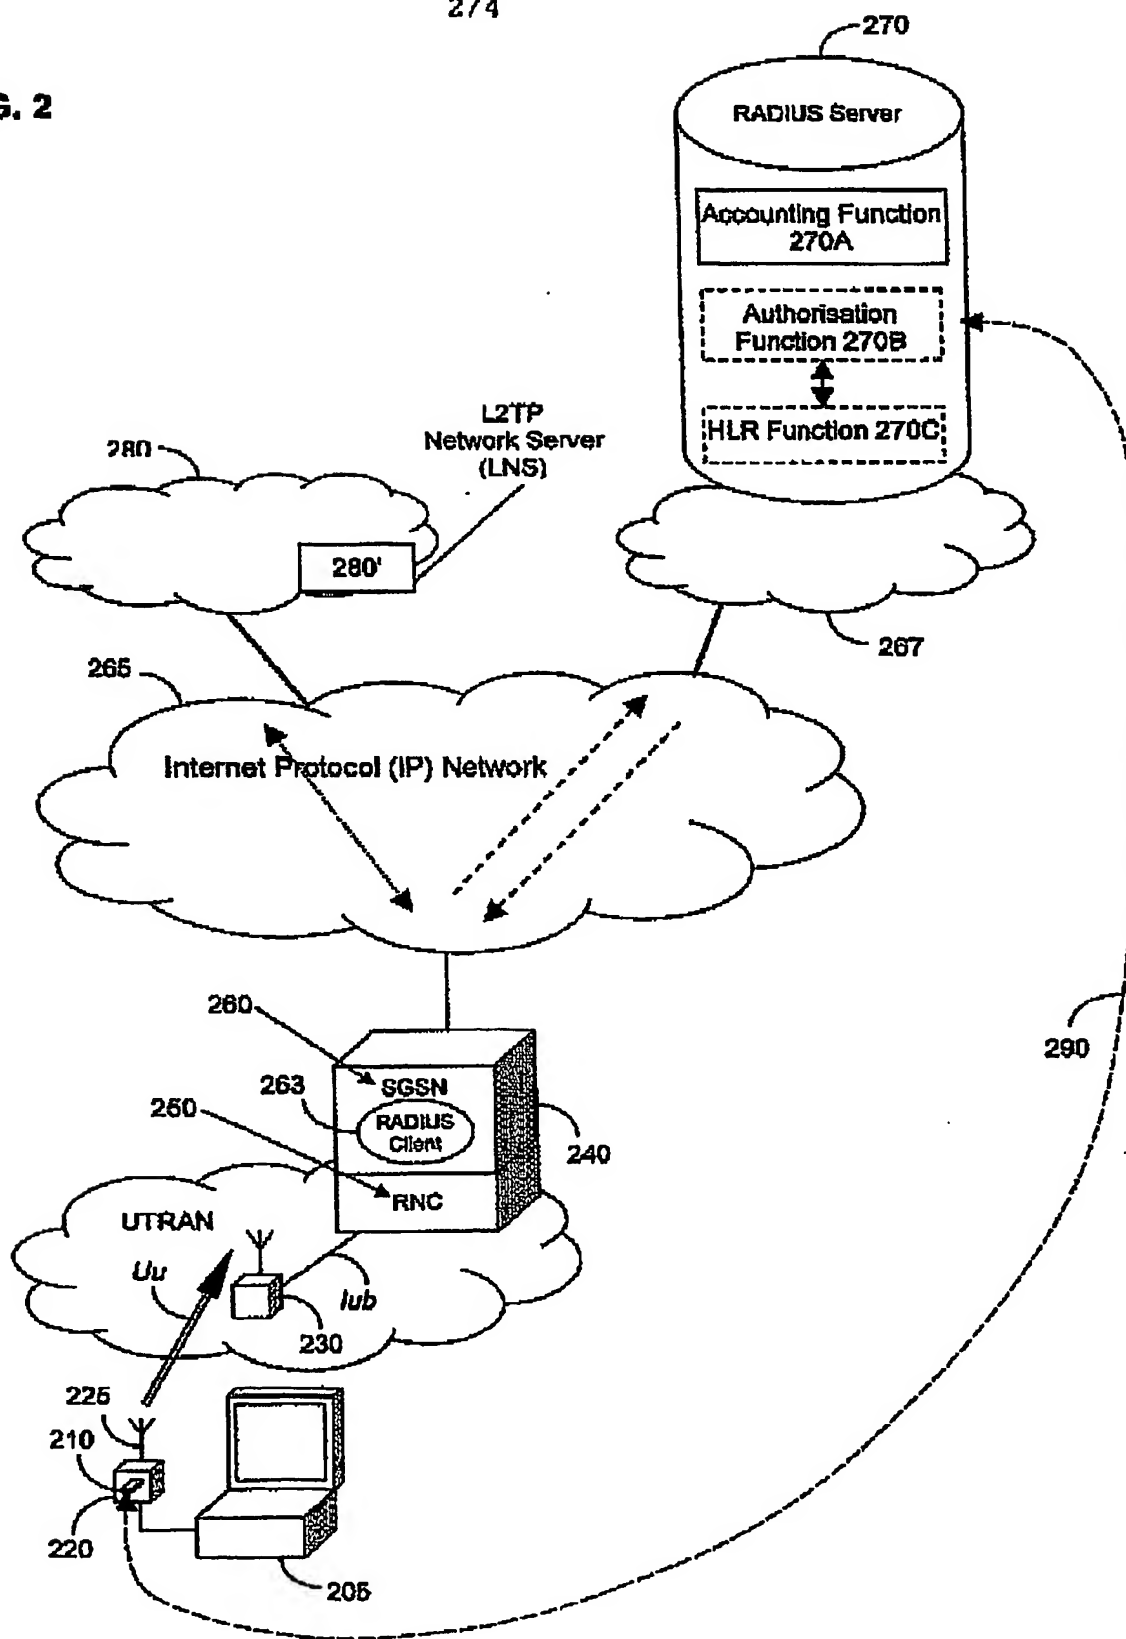 2/4
G. 2
270
RADIUS Server
Accounting Function
270A
Authorisation
Function 270B
HLR Function 270C
L2TP
Network Server
(LNS)
280
280'
267
265
Internet Protocol (IP) Network
290
260
SGSN
263
RADIUS
Client
250
240
RNC
UTRAN
Uu
Iub
230
225
210
220
205